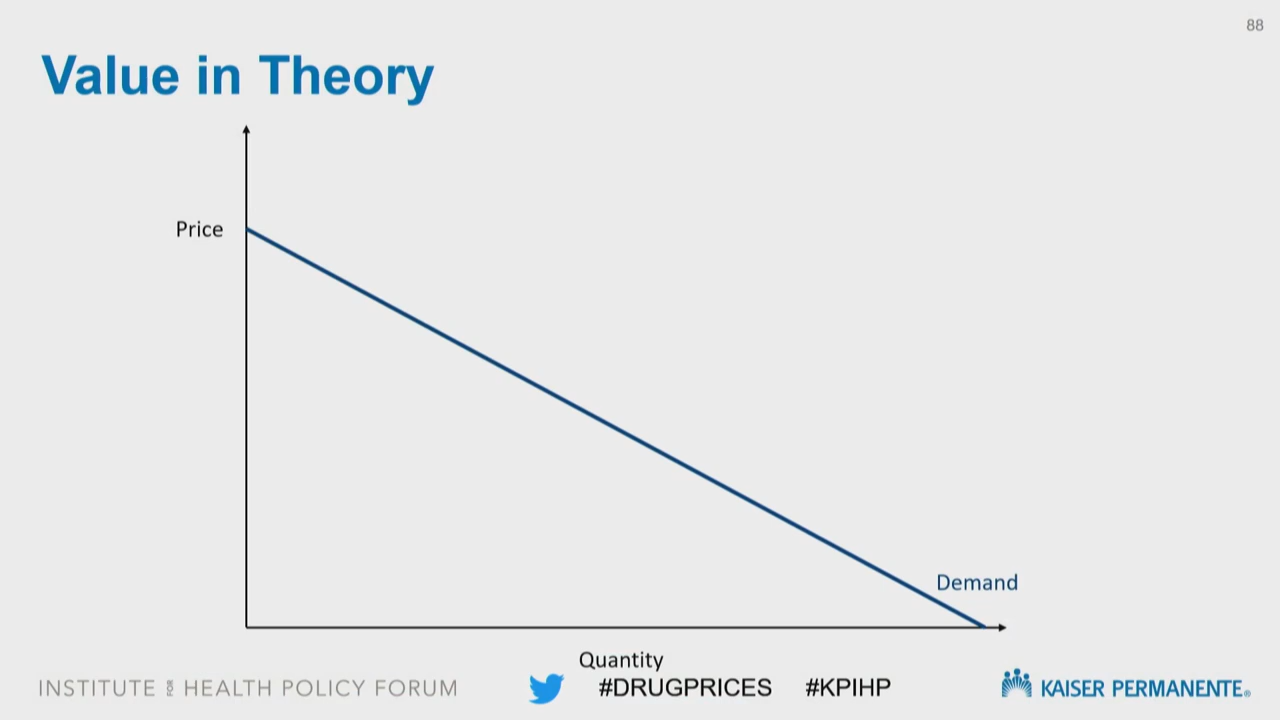 88
Value in Theory
Price
Demand
Quantity
INSTITUTE FOR HEALTH POLICY FORUM
#DRUGPRICES #KPIHP
KAISER PERMANENTE®